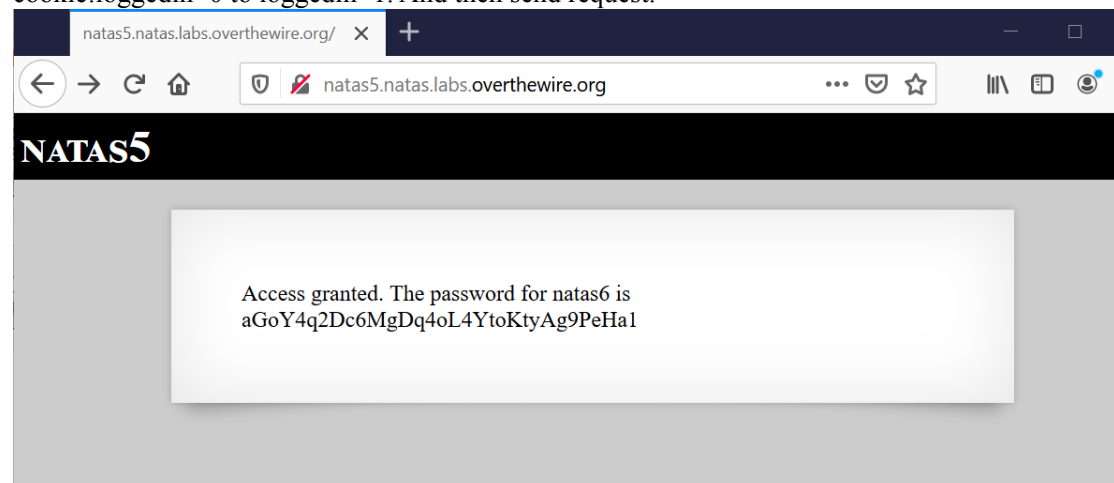 natas5.natas.labs.overthewire.org/
natas5.natas.labs.overthewire.org
NATAS5
Access granted. The password for natas6 is
aGoY4q2Dc6MgDq4oL4YtoKtyAg9PeHa1